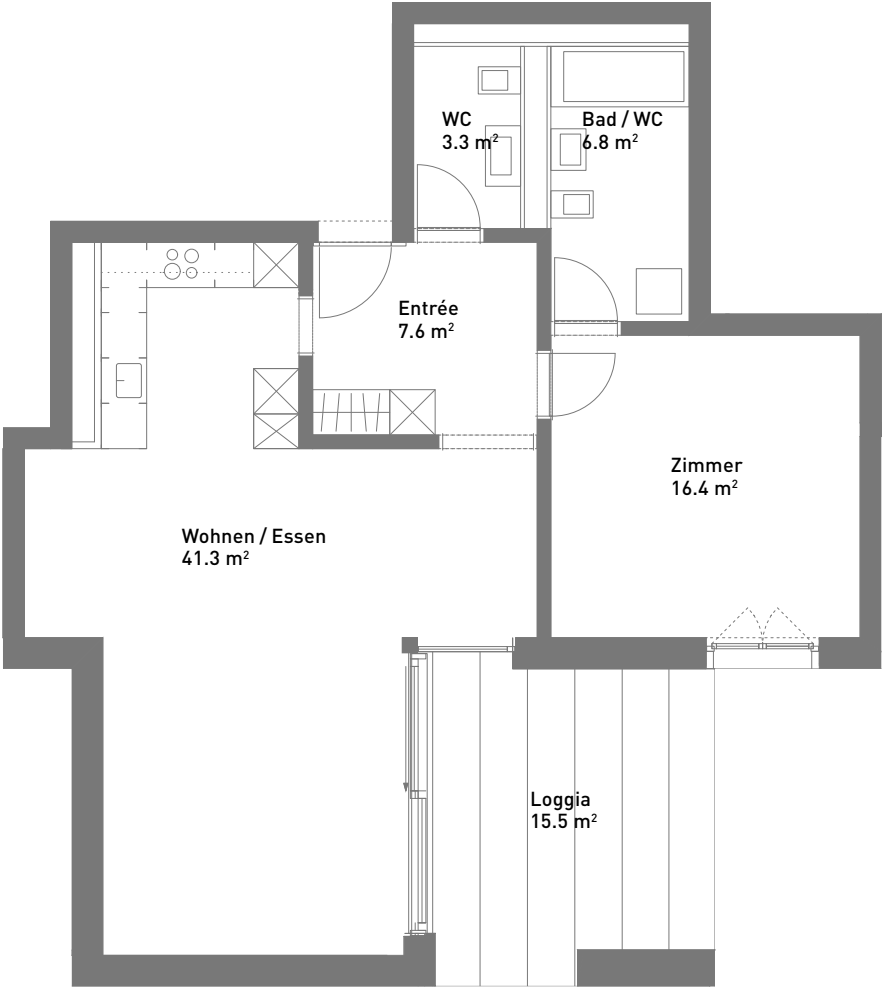 WC
3.3 m²
Bad / WC
6.8 m²
Entrée
7.6 m²
Zimmer
16.4 m²
Wohnen / Essen
41.3 m²
Loggia
15.5 m²